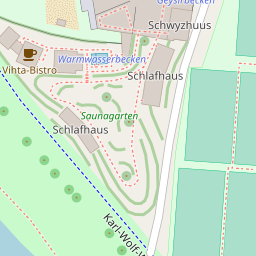 Geysirbecken
Schwyzhuus
Warmwasserbecken
Vihta-Bistro
Schlafhaus
Saunagarten
Schlafhaus
Karl-Wolf-W